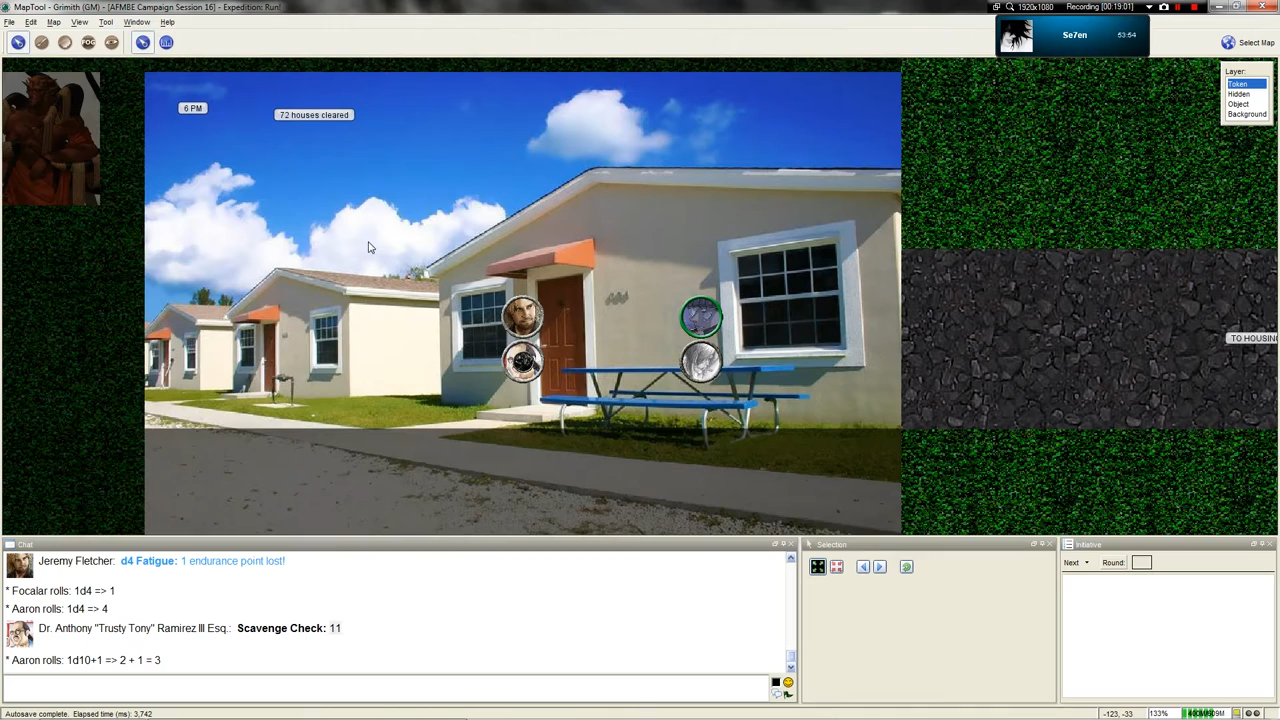 MapTool - Grimith (GM) - [AFMBE Campaign Session 16] - Expedition: Run!
1920x1080
Recording [00:19:01]
File Edit Map View Tool Window Help
FOG
Se7en
53:54
Select Map
Layer:
Token
Hidden
Object
Background
6 PM
72 houses cleared
TO HOUSIN
Chat
Jeremy Fletcher: d4 Fatigue: 1 endurance point lost!
* Focalar rolls: 1d4 => 1
* Aaron rolls: 1d4 => 4
Dr. Anthony "Trusty Tony" Ramirez III Esq.: Scavenge Check: 11
* Aaron rolls: 1d10+1 => 2 + 1 = 3
Selection
Initiative
Next
Round:
Autosave complete. Elapsed time (ms): 3,742
-123, -33
133%